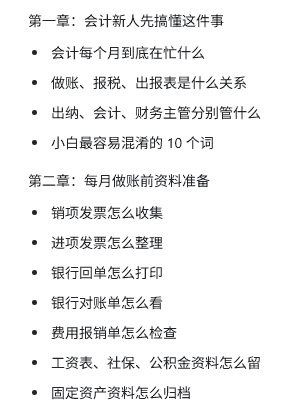 第一章：会计新人先搞懂这件事
• 会计每个月到底在忙什么
• 做账、报税、出报表是什么关系
• 出纳、会计、财务主管分别管什么
• 小白最容易混淆的 10 个词
第二章：每月做账前资料准备
• 销项发票怎么收集
• 进项发票怎么整理
• 银行回单怎么打印
• 银行对账单怎么看
• 费用报销单怎么检查
• 工资表、社保、公积金资料怎么留
• 固定资产资料怎么归档